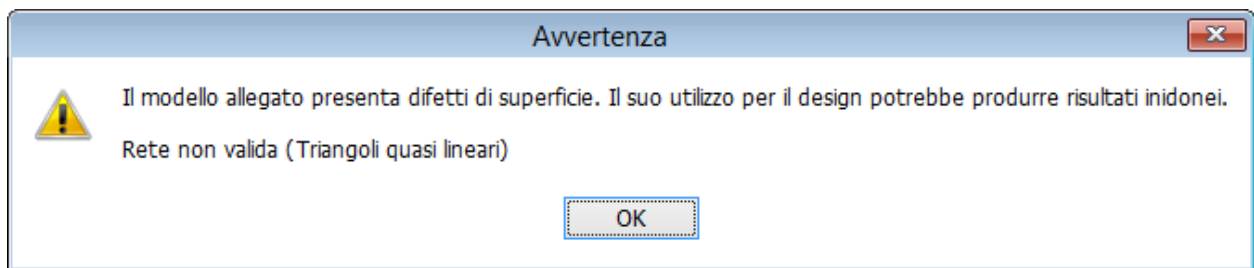 Avvertenza
Il modello allegato presenta difetti di superficie. Il suo utilizzo per il design potrebbe produrre risultati inidonei.
Rete non valida (Triangoli quasi lineari)
OK